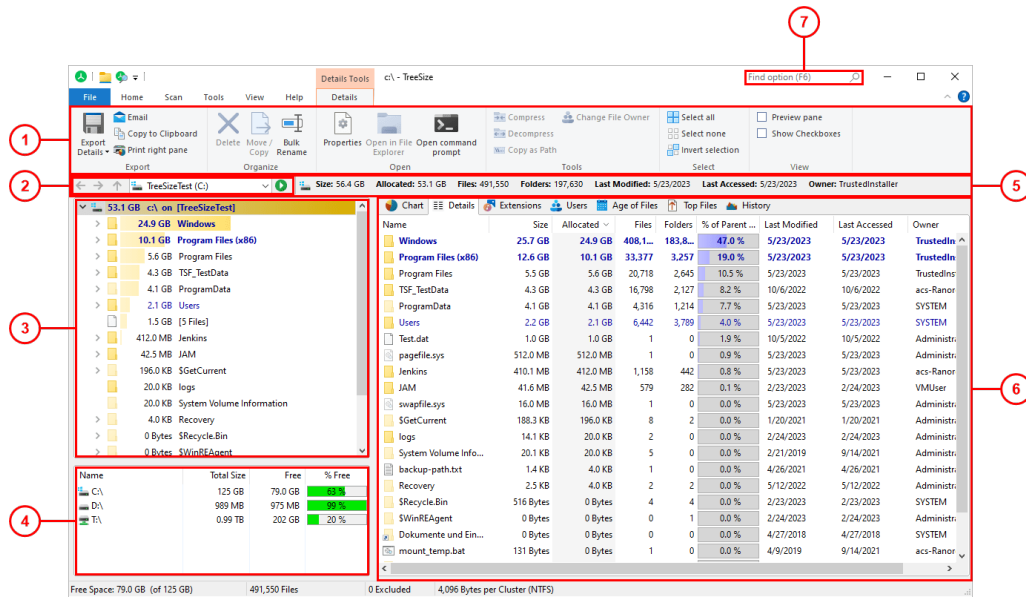 7
Details Tools c:\ - TreeSize Find option (F6)
File Home Scan Tools View Help Details
1
Export Details
Email
Copy to Clipboard
Print right pane
Export
Delete Move / Copy Bulk Rename
Organize
Properties Open in File Explorer Open command prompt
Open
Compress Change File Owner
Decompress
Copy as Path
Tools
Select all
Select none
Invert selection
Select
Preview pane
Show Checkboxes
View
2
TreeSizeTest (C:)
Size: 56.4 GB Allocated: 53.1 GB Files: 491,550 Folders: 197,630 Last Modified: 5/23/2023 Last Accessed: 5/23/2023 Owner: TrustedInstaller
5
3
53.1 GB c:\ on [TreeSizeTest]
24.9 GB Windows
10.1 GB Program Files (x86)
5.6 GB Program Files
4.3 GB TSF_TestData
4.1 GB ProgramData
2.1 GB Users
1.5 GB [5 Files]
412.0 MB Jenkins
42.5 MB JAM
196.0 KB $GetCurrent
20.0 KB logs
20.0 KB System Volume Information
4.0 KB Recovery
0 Bytes $Recycle.Bin
0 Bytes $WinREAgent
4
Name Total Size Free % Free
C:\ 125 GB 79.0 GB 63 %
D:\ 989 MB 975 MB 99 %
T:\ 0.99 TB 202 GB 20 %
Chart Details Extensions Users Age of Files Top Files History
Name Size Allocated Files Folders % of Parent ... Last Modified Last Accessed Owner
Windows 25.7 GB 24.9 GB 408,1... 183,8... 47.0 % 5/23/2023 5/23/2023 TrustedIn
Program Files (x86) 12.6 GB 10.1 GB 33,377 3,257 19.0 % 5/23/2023 5/23/2023 TrustedIn
Program Files 5.5 GB 5.6 GB 20,718 2,645 10.5 % 5/23/2023 5/23/2023 TrustedIns
TSF_TestData 4.3 GB 4.3 GB 16,798 2,127 8.2 % 10/6/2022 10/6/2022 acs-Ranor
ProgramData 4.1 GB 4.1 GB 4,316 1,214 7.7 % 5/23/2023 5/23/2023 SYSTEM
Users 2.2 GB 2.1 GB 6,442 3,789 4.0 % 5/23/2023 5/23/2023 SYSTEM
Test.dat 1.0 GB 1.0 GB 1 0 1.9 % 10/5/2022 10/5/2022 Administra
pagefile.sys 512.0 MB 512.0 MB 1 0 0.9 % 5/23/2023 5/23/2023 Administra
Jenkins 410.1 MB 412.0 MB 1,158 442 0.8 % 5/23/2023 5/23/2023 acs-Ranor
JAM 41.6 MB 42.5 MB 579 282 0.1 % 2/23/2023 2/24/2023 VMUser
swapfile.sys 16.0 MB 16.0 MB 1 0 0.0 % 5/23/2023 5/23/2023 Administra
$GetCurrent 188.3 KB 196.0 KB 8 2 0.0 % 1/20/2021 1/20/2021 Administra
logs 14.1 KB 20.0 KB 2 0 0.0 % 2/24/2023 2/24/2023 Administra
System Volume Info... 20.1 KB 20.0 KB 5 0 0.0 % 2/21/2019 9/14/2021 Administra
backup-path.txt 1.4 KB 4.0 KB 1 0 0.0 % 4/26/2021 4/26/2021 Administra
Recovery 2.5 KB 4.0 KB 2 2 0.0 % 5/12/2022 5/12/2022 Administra
$Recycle.Bin 516 Bytes 0 Bytes 4 4 0.0 % 2/23/2023 2/23/2023 SYSTEM
$WinREAgent 0 Bytes 0 Bytes 0 1 0.0 % 2/24/2023 2/24/2023 Administra
Dokumente und Ein... 0 Bytes 0 Bytes 0 0 0.0 % 4/27/2018 4/27/2018 SYSTEM
mount_temp.bat 131 Bytes 0 Bytes 1 0 0.0 % 4/9/2019 9/14/2021 acs-Ranor
6
Free Space: 79.0 GB (of 125 GB) 491,550 Files 0 Excluded 4,096 Bytes per Cluster (NTFS)